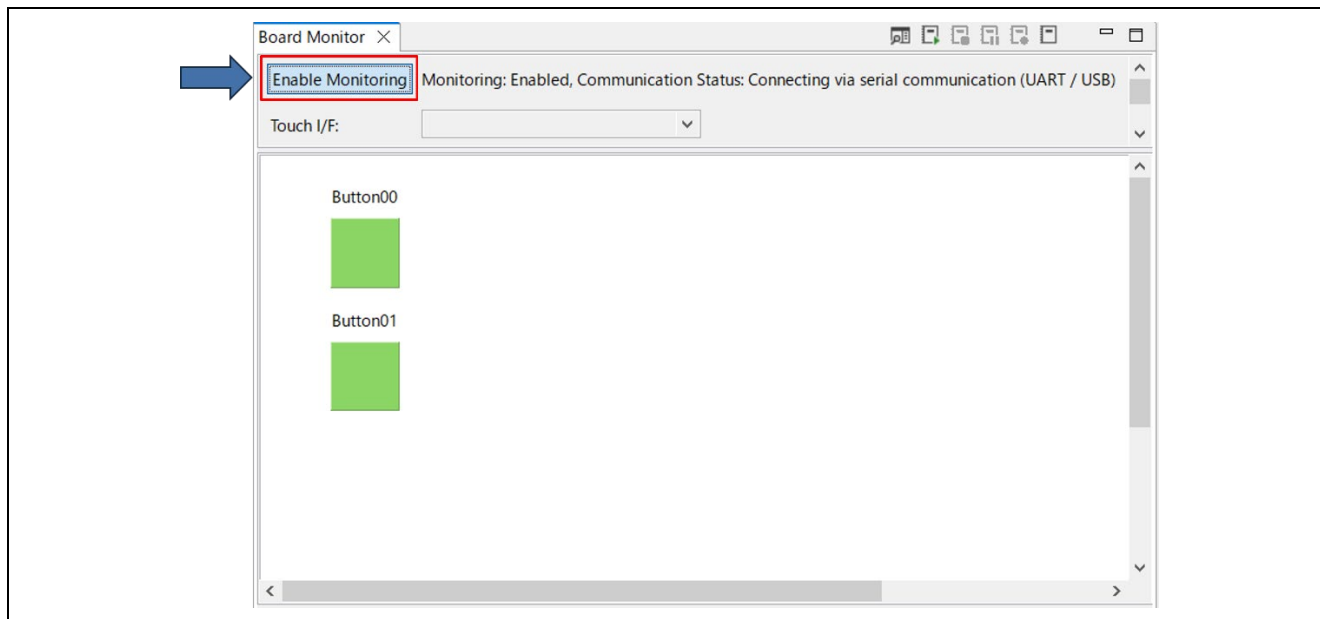 Board Monitor
Enable Monitoring Monitoring: Enabled, Communication Status: Connecting via serial communication (UART / USB)
Touch I/F:
Button00
Button01